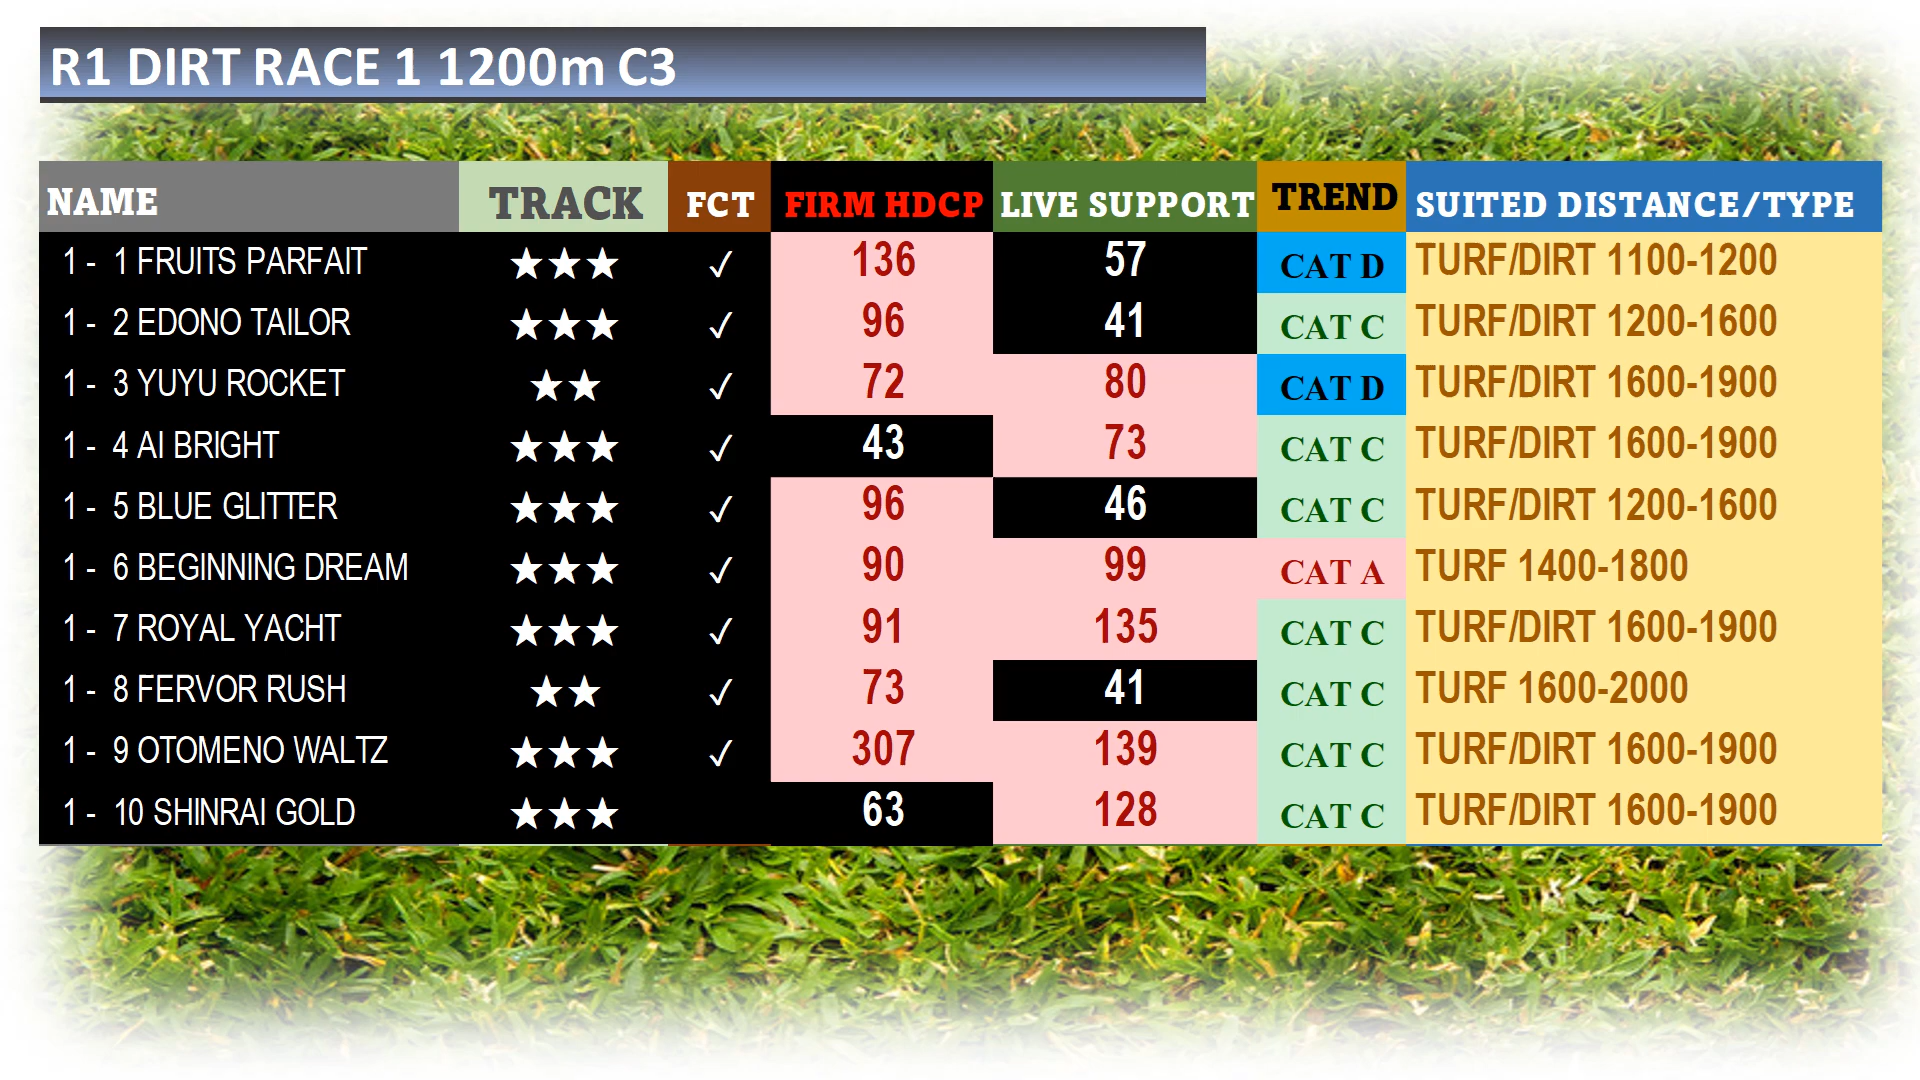 R1 DIRT RACE 1 1200m C3
NAME TRACK FCT FIRM HDCP LIVE SUPPORT TREND SUITED DISTANCE/TYPE
1 - 1 FRUITS PARFAIT ★★★ ✓ 136 57 CAT D TURF/DIRT 1100-1200
1 - 2 EDONO TAILOR ★★★ ✓ 96 41 CAT C TURF/DIRT 1200-1600
1 - 3 YUYU ROCKET ★★ ✓ 72 80 CAT D TURF/DIRT 1600-1900
1 - 4 AI BRIGHT ★★★ ✓ 43 73 CAT C TURF/DIRT 1600-1900
1 - 5 BLUE GLITTER ★★★ ✓ 96 46 CAT C TURF/DIRT 1200-1600
1 - 6 BEGINNING DREAM ★★★ ✓ 90 99 CAT A TURF 1400-1800
1 - 7 ROYAL YACHT ★★★ ✓ 91 135 CAT C TURF/DIRT 1600-1900
1 - 8 FERVOR RUSH ★★ ✓ 73 41 CAT C TURF 1600-2000
1 - 9 OTOMENO WALTZ ★★★ ✓ 307 139 CAT C TURF/DIRT 1600-1900
1 - 10 SHINRAI GOLD ★★★ 63 128 CAT C TURF/DIRT 1600-1900